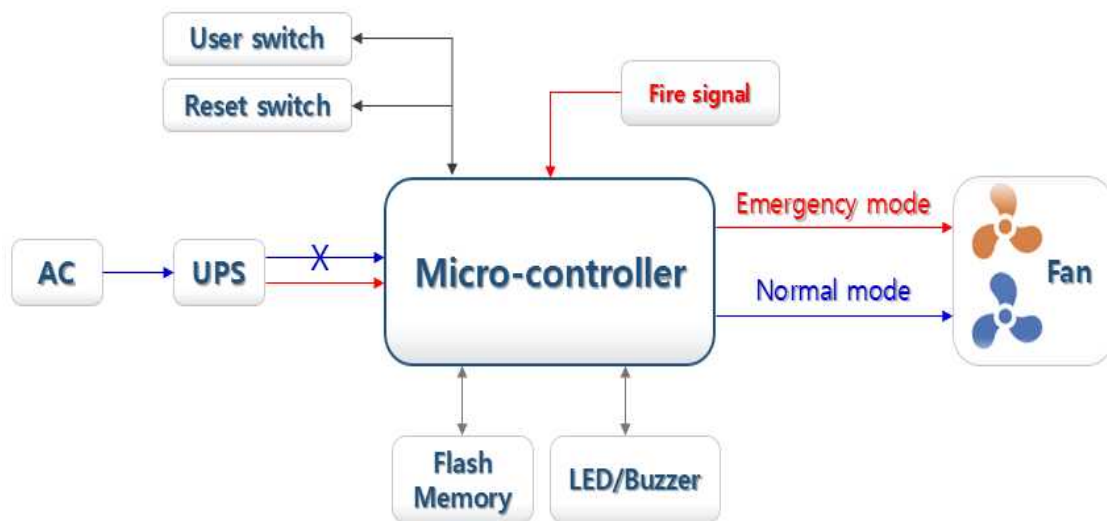 User switch
Reset switch
Fire signal
Emergency mode
AC
UPS
X
Micro-controller
Fan
Normal mode
Flash
Memory
LED/Buzzer